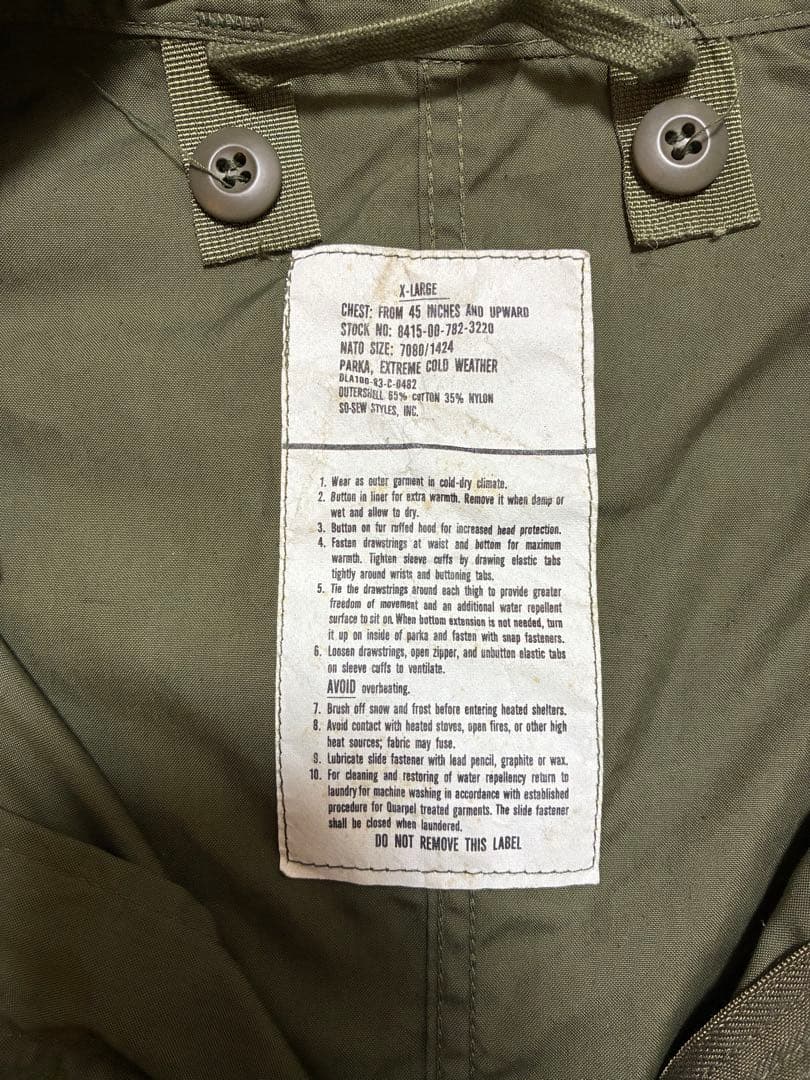 X-LARGE
CHEST: FROM 45 INCHES AND UPWARD
STOCK NO: 8415-00-782-3220
NATO SIZE: 7080/1424
PARKA, EXTREME COLD WEATHER
DLA100-83-C-0482
OUTERSHELL 65% COTTON 35% NYLON
SO-SEW STYLES, INC.
1. Wear as outer garment in cold-dry climate.
2. Button in liner for extra warmth. Remove it when damp or
wet and allow to dry.
3. Button on fur ruffed hood for increased head protection.
4. Fasten drawstrings at waist and bottom for maximum
warmth. Tighten sleeve cuffs by drawing elastic tabs
tightly around wrists and buttoning tabs.
5. Tie the drawstrings around each thigh to provide greater
freedom of movement and an additional water repellent
surface to sit on. When bottom extension is not needed, turn
it up on inside of parka and fasten with snap fasteners.
6. Loosen drawstrings, open zipper, and unbutton elastic tabs
on sleeve cuffs to ventilate.
AVOID overheating.
7. Brush off snow and frost before entering heated shelters.
8. Avoid contact with heated stoves, open fires, or other high
heat sources; fabric may fuse.
9. Lubricate slide fastener with lead pencil, graphite or wax.
10. For cleaning and restoring of water repellency return to
laundry for machine washing in accordance with established
procedure for Quarpel treated garments. The slide fastener
shall be closed when laundered.
DO NOT REMOVE THIS LABEL